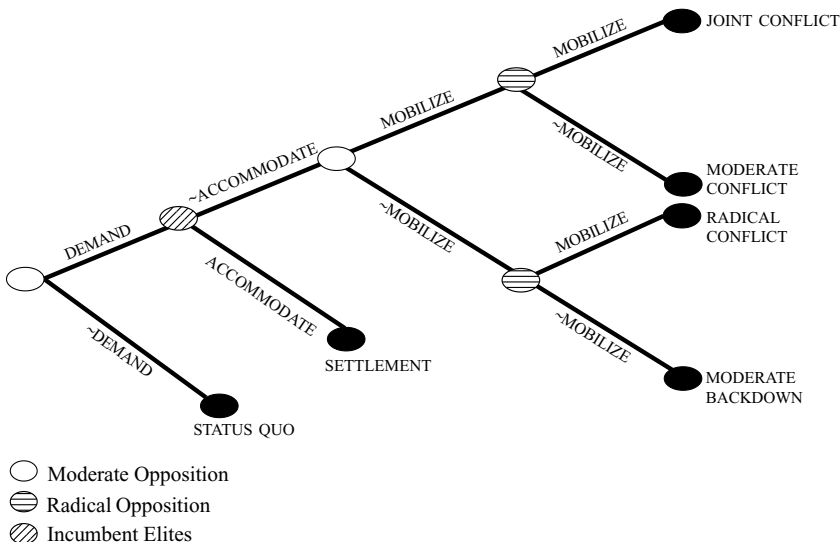 MOBILIZE
JOINT CONFLICT
MOBILIZE
~MOBILIZE
~ACCOMMODATE
MODERATE
CONFLICT
~MOBILIZE
MOBILIZE
RADICAL
CONFLICT
DEMAND
ACCOMMODATE
~MOBILIZE
~DEMAND
SETTLEMENT
MODERATE
BACKDOWN
STATUS QUO
Moderate Opposition
Radical Opposition
Incumbent Elites